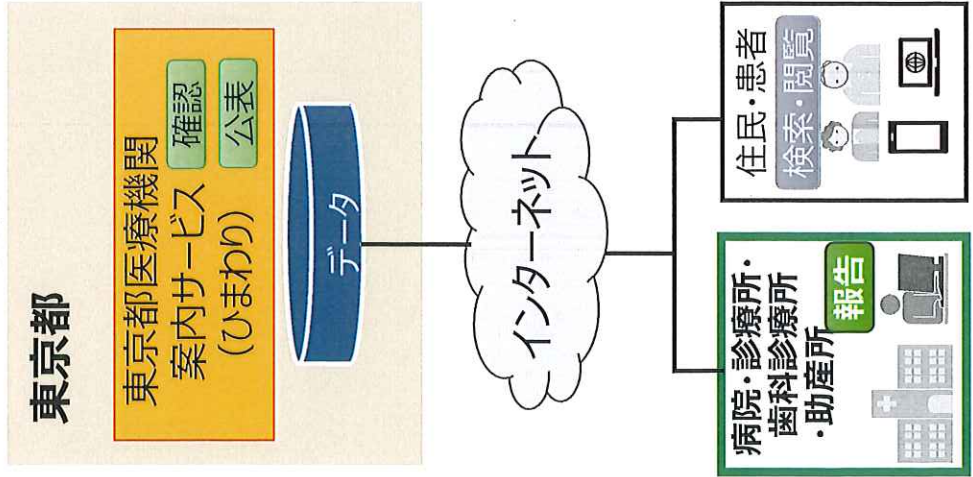 東京都
東京都医療機関
案内サービス
(ひまわり)
確認
公表
データ
インターネット
病院・診療所・
歯科診療所
・助産所
報告
住民・患者
検索・閲覧